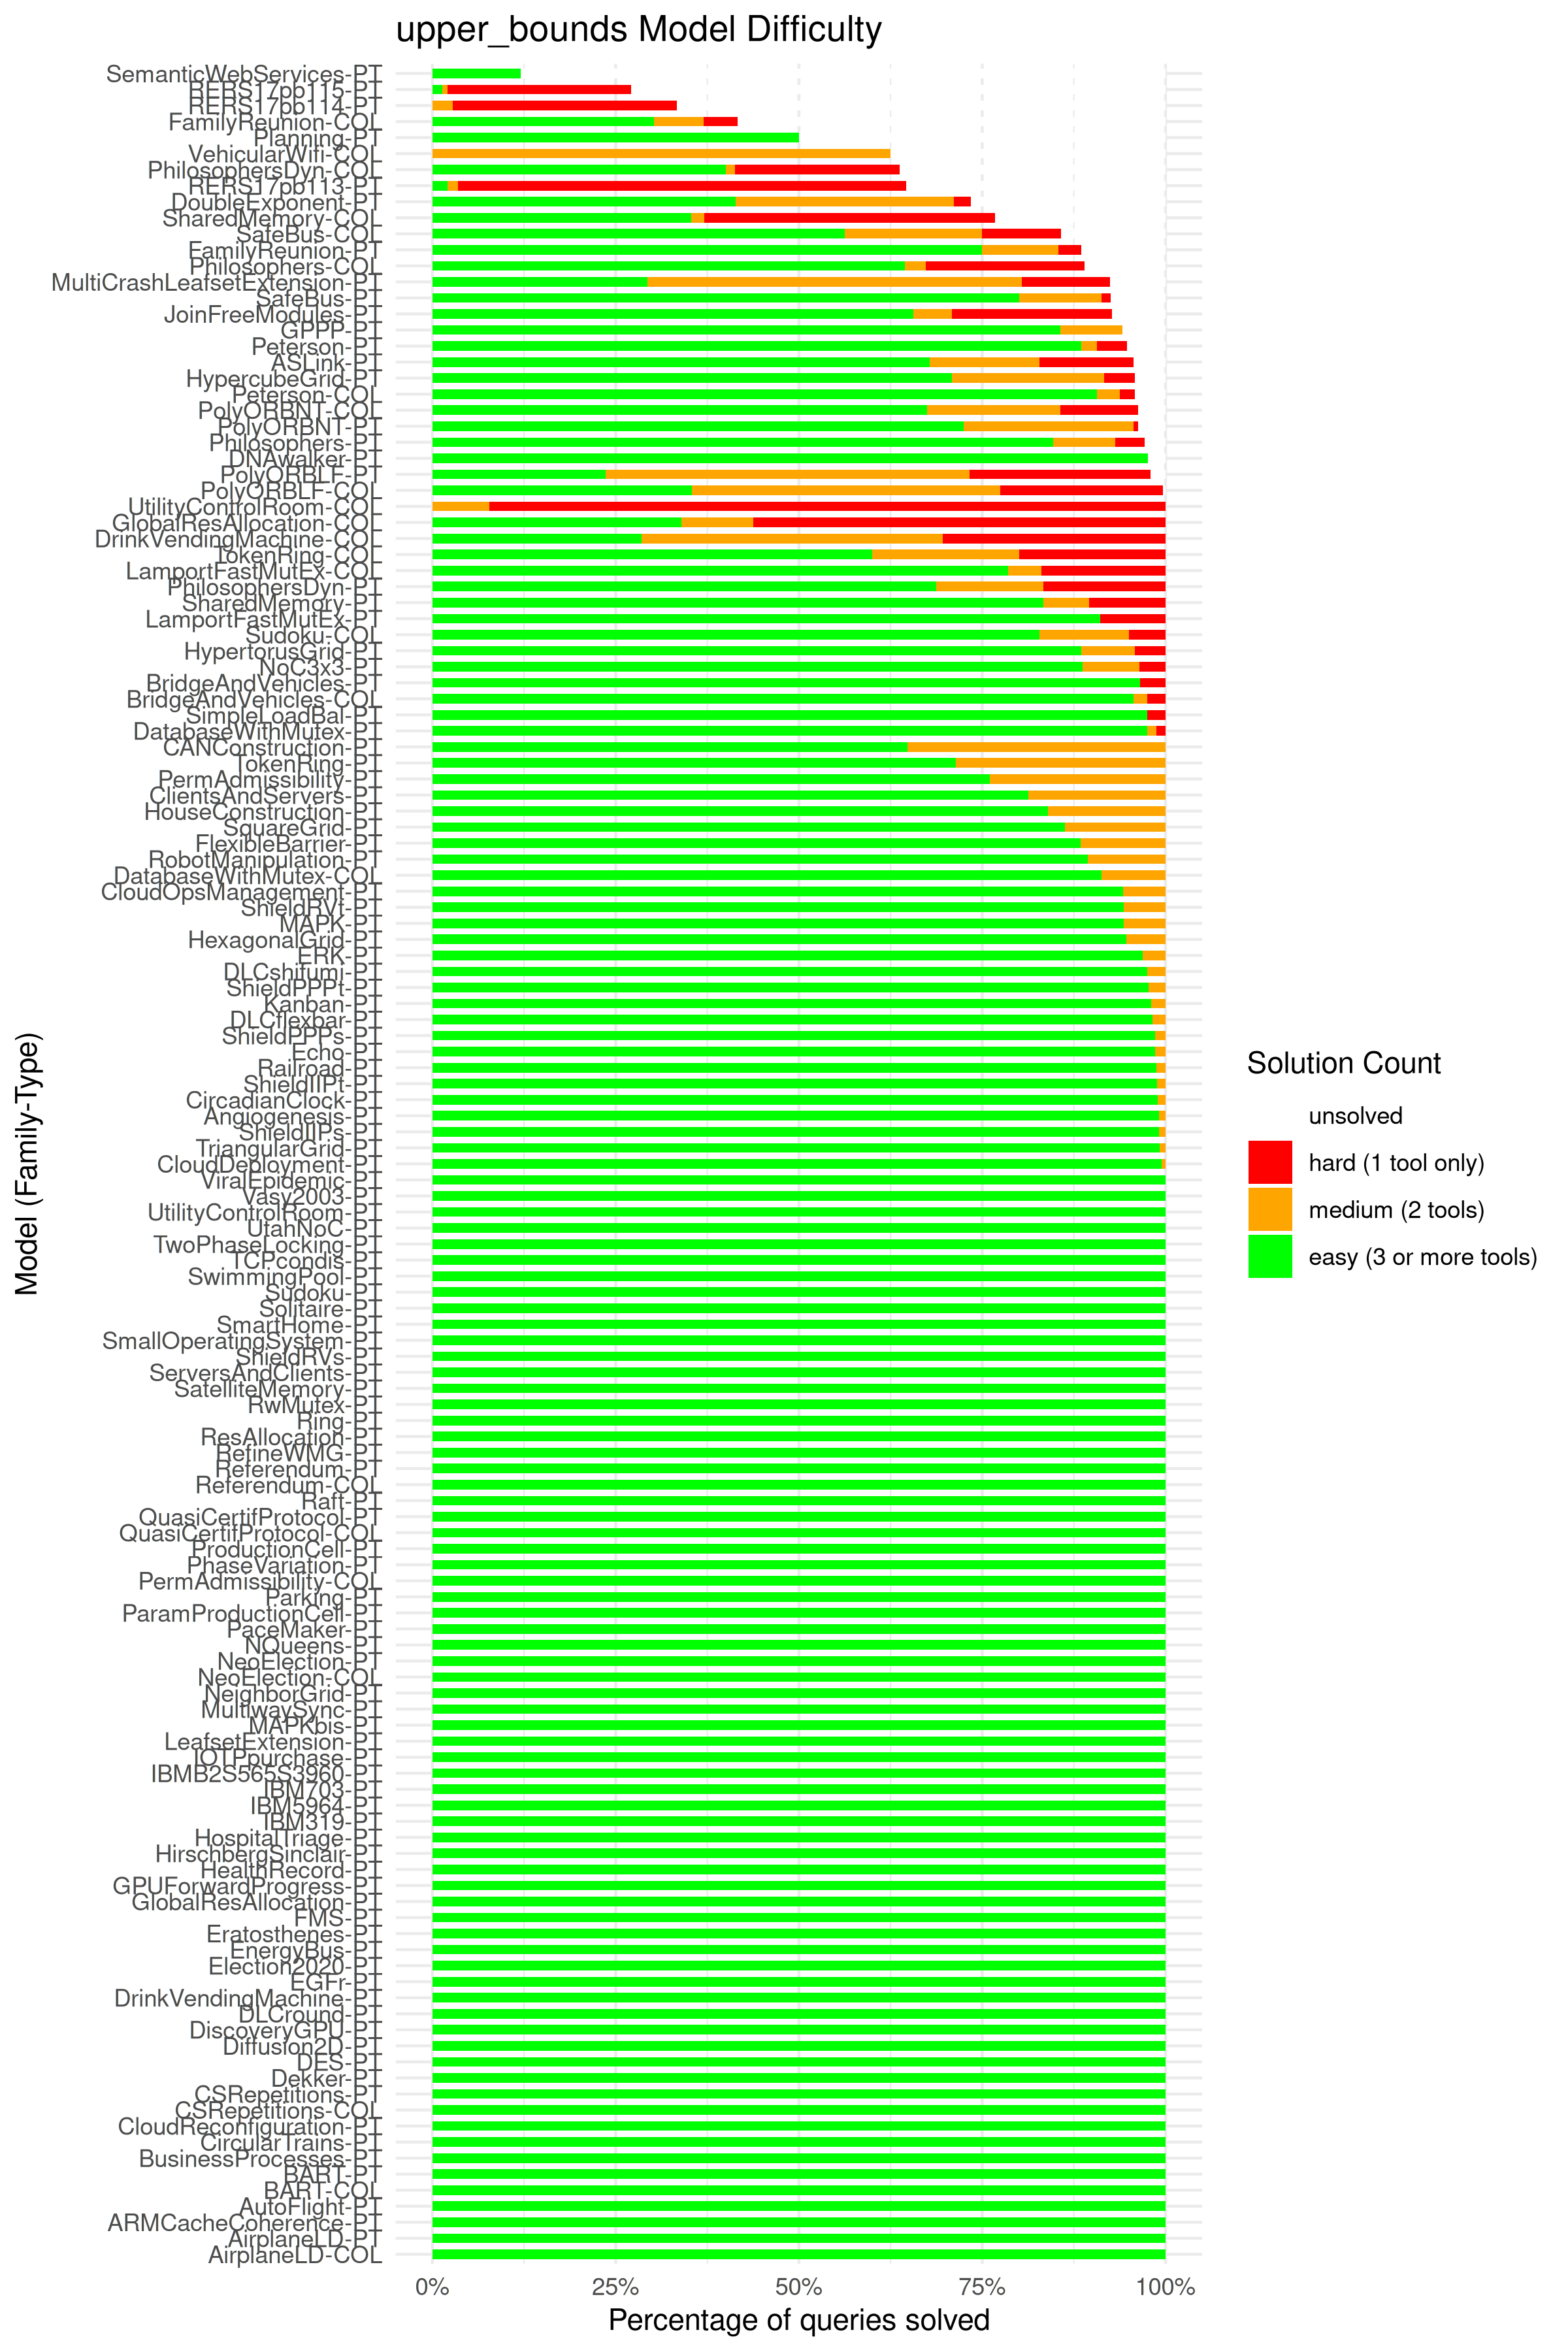 upper_bounds Model Difficulty
SemanticWebServices-PT
RERS17pb115-PT
RERS17pb114-PT
FamilyReunion-COL
Planning-PT
VehicularWifi-COL
PhilosophersDyn-COL
RERS17pb113-PT
DoubleExponent-PT
SharedMemory-COL
SafeBus-COL
FamilyReunion-PT
Philosophers-COL
MultiCrashLeafsetExtension-PT
SafeBus-PT
JoinFreeModules-PT
GPPP-PT
Peterson-PT
ASLink-PT
HypercubeGrid-PT
Peterson-COL
PolyORBNT-COL
PolyORBNT-PT
Philosophers-PT
DNAwalker-PT
PolyORBLF-PT
PolyORBLF-COL
UtilityControlRoom-COL
GlobalResAllocation-COL
DrinkVendingMachine-COL
TokenRing-COL
LamportFastMutEx-COL
PhilosophersDyn-PT
SharedMemory-PT
LamportFastMutEx-PT
Sudoku-COL
HypertorusGrid-PT
NoC3x3-PT
BridgeAndVehicles-PT
BridgeAndVehicles-COL
SimpleLoadBal-PT
DatabaseWithMutex-PT
CANConstruction-PT
TokenRing-PT
PermAdmissibility-PT
ClientsAndServers-PT
HouseConstruction-PT
SquareGrid-PT
FlexibleBarrier-PT
RobotManipulation-PT
DatabaseWithMutex-COL
CloudOpsManagement-PT
ShieldRVt-PT
MAPK-PT
HexagonalGrid-PT
ERK-PT
DLCshifumi-PT
ShieldPPPt-PT
Kanban-PT
DLCflexbar-PT
ShieldPPPs-PT
Echo-PT
Railroad-PT
ShieldIIPt-PT
CircadianClock-PT
Angiogenesis-PT
ShieldIIPs-PT
TriangularGrid-PT
CloudDeployment-PT
ViralEpidemic-PT
Vasy2003-PT
UtilityControlRoom-PT
UtahNoC-PT
TwoPhaseLocking-PT
TCPcondis-PT
SwimmingPool-PT
Sudoku-PT
Solitaire-PT
SmartHome-PT
SmallOperatingSystem-PT
ShieldRVs-PT
ServersAndClients-PT
SatelliteMemory-PT
RwMutex-PT
Ring-PT
ResAllocation-PT
RefineWMG-PT
Referendum-PT
Referendum-COL
Raft-PT
QuasiCertifProtocol-PT
QuasiCertifProtocol-COL
ProductionCell-PT
PhaseVariation-PT
PermAdmissibility-COL
Parking-PT
ParamProductionCell-PT
PaceMaker-PT
NQueens-PT
NeoElection-PT
NeoElection-COL
NeighborGrid-PT
MultiwaySync-PT
MAPKbis-PT
LeafsetExtension-PT
IOTPpurchase-PT
IBMB2S565S3960-PT
IBM703-PT
IBM5964-PT
IBM319-PT
HospitalTriage-PT
HirschbergSinclair-PT
HealthRecord-PT
GPUForwardProgress-PT
GlobalResAllocation-PT
FMS-PT
Eratosthenes-PT
EnergyBus-PT
Election2020-PT
EGFr-PT
DrinkVendingMachine-PT
DLCround-PT
DiscoveryGPU-PT
Diffusion2D-PT
DES-PT
Dekker-PT
CSRepetitions-PT
CSRepetitions-COL
CloudReconfiguration-PT
CircularTrains-PT
BusinessProcesses-PT
BART-PT
BART-COL
AutoFlight-PT
ARMCacheCoherence-PT
AirplaneLD-PT
AirplaneLD-COL
0% 25% 50% 75% 100%
Percentage of queries solved
Model (Family-Type)
Solution Count
unsolved
hard (1 tool only)
medium (2 tools)
easy (3 or more tools)